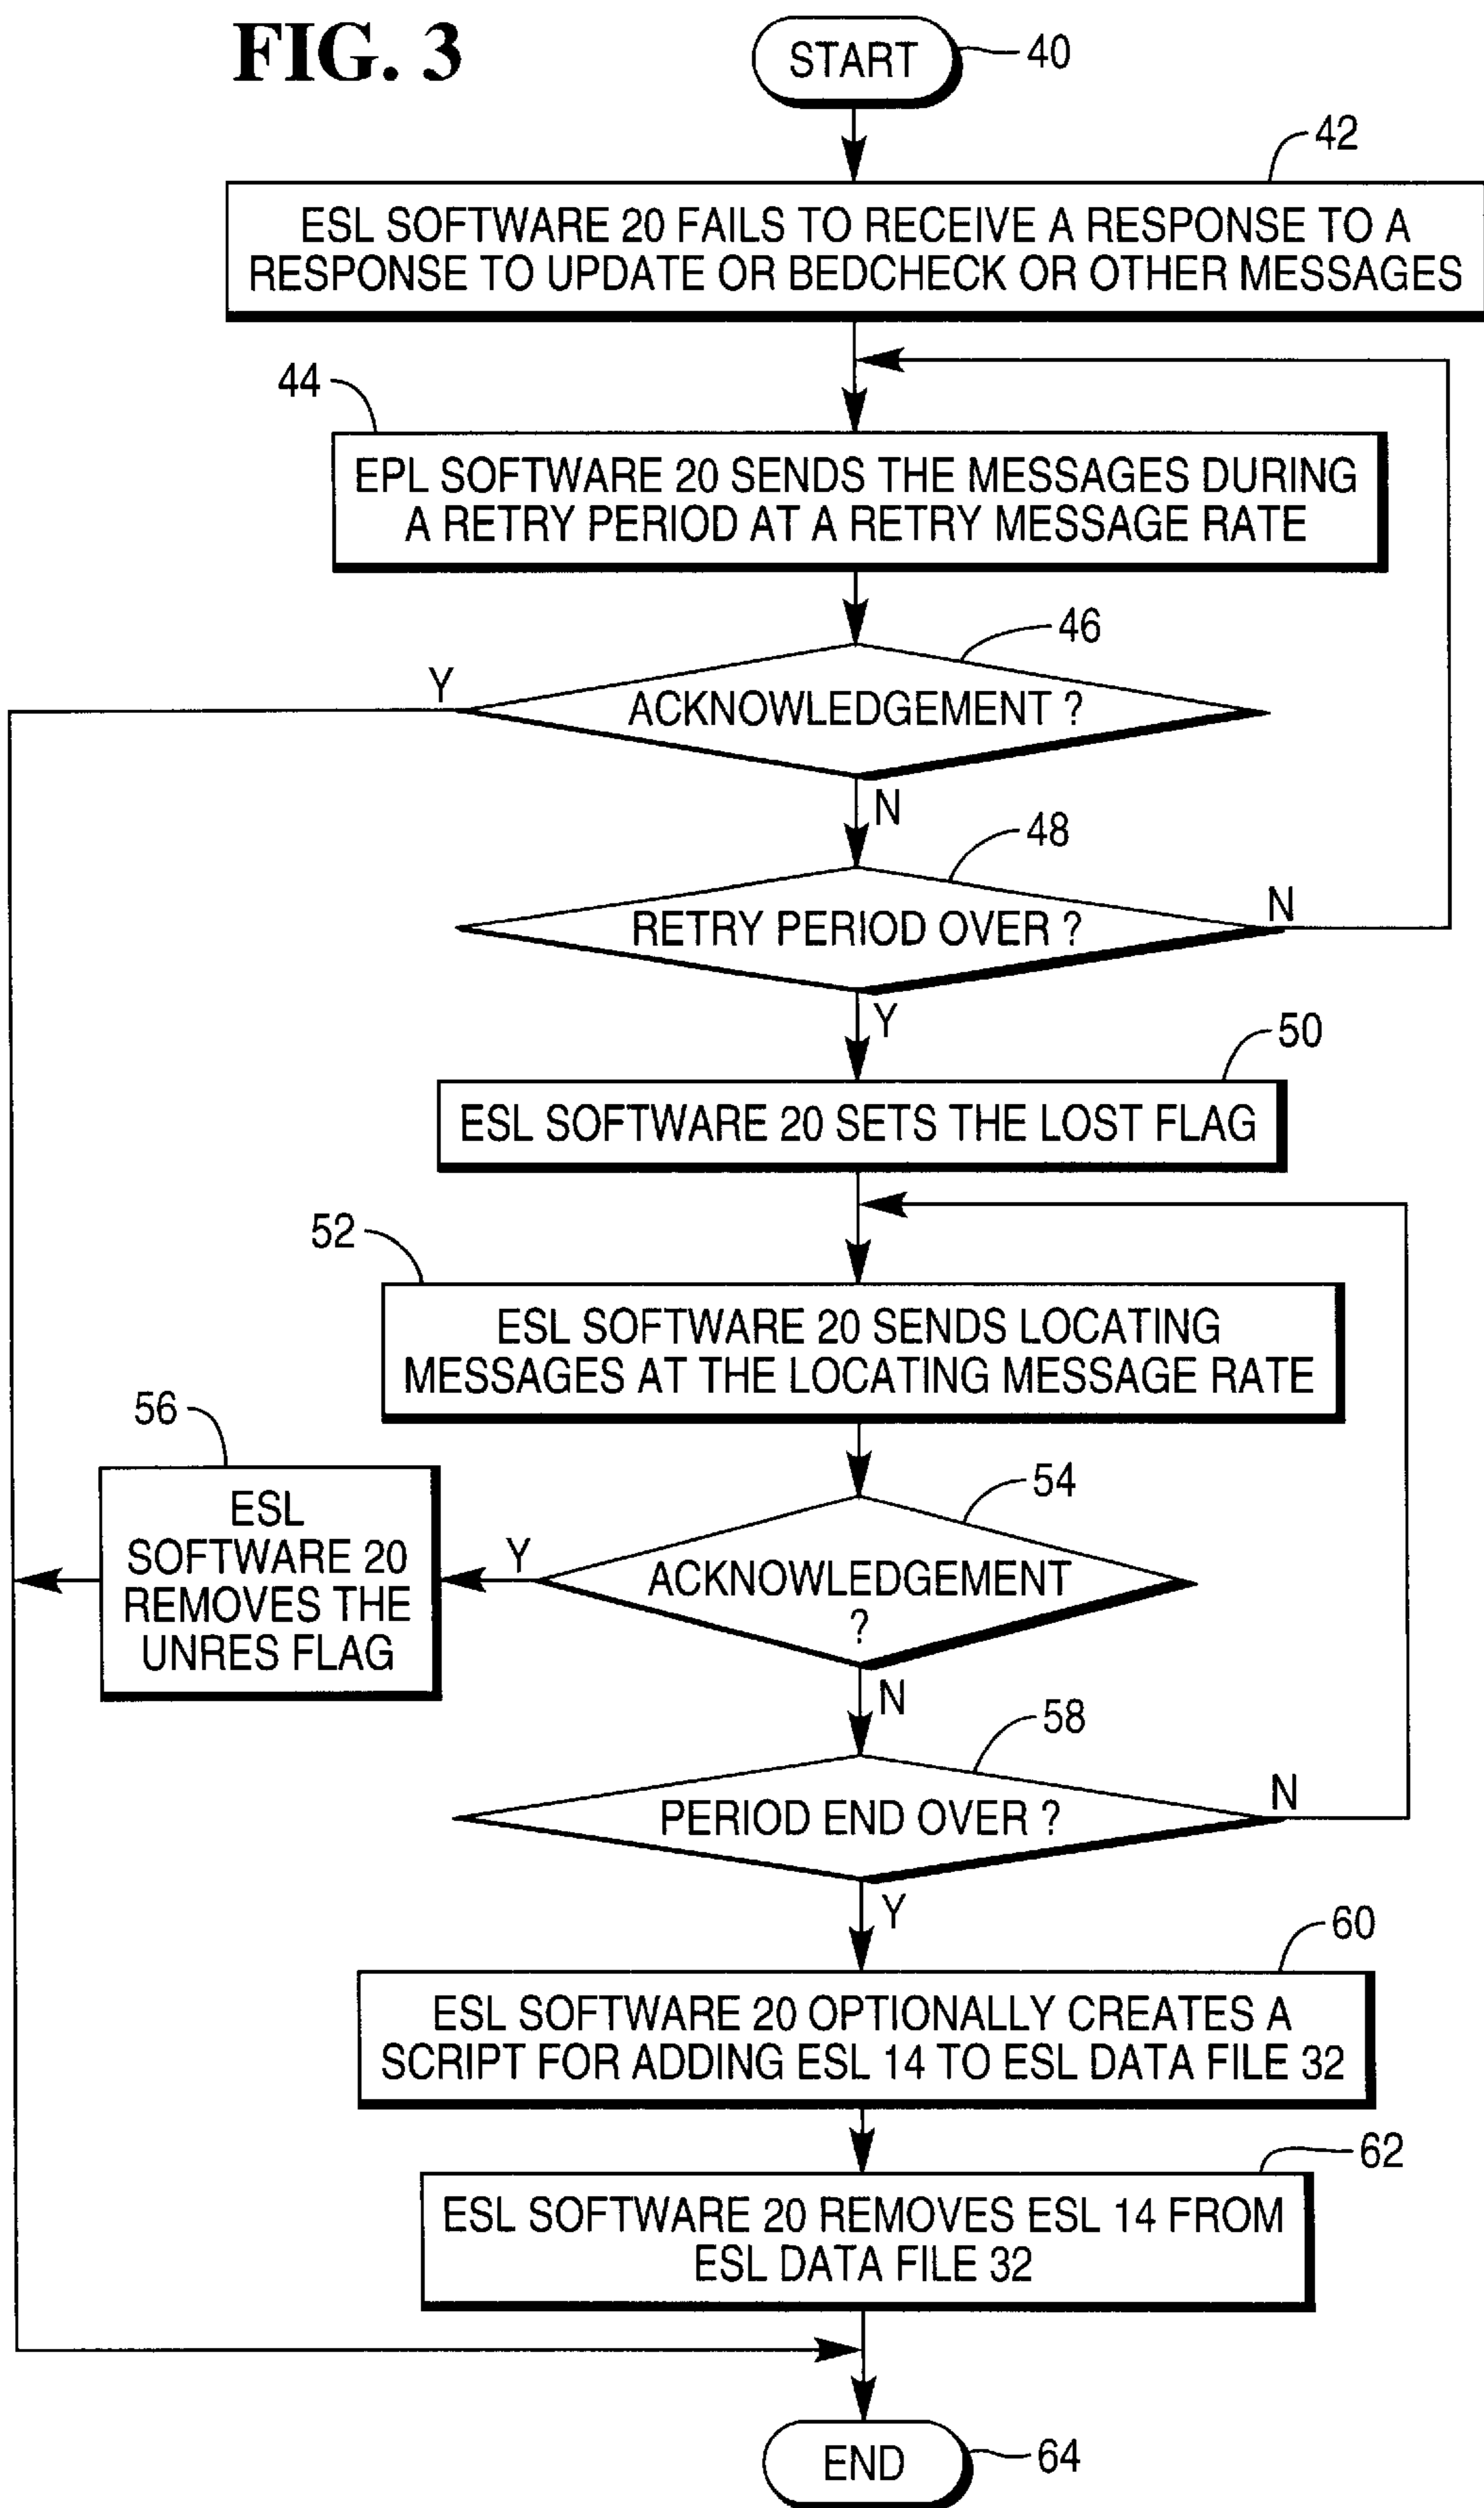 FIG. 3
START
40
42
ESL SOFTWARE 20 FAILS TO RECEIVE A RESPONSE TO A
RESPONSE TO UPDATE OR BEDCHECK OR OTHER MESSAGES
44
EPL SOFTWARE 20 SENDS THE MESSAGES DURING
A RETRY PERIOD AT A RETRY MESSAGE RATE
46
Y
ACKNOWLEDGEMENT ?
N
48
RETRY PERIOD OVER ?
N
Y
50
ESL SOFTWARE 20 SETS THE LOST FLAG
52
ESL SOFTWARE 20 SENDS LOCATING
MESSAGES AT THE LOCATING MESSAGE RATE
56
ESL
SOFTWARE 20
REMOVES THE
UNRES FLAG
54
Y
ACKNOWLEDGEMENT
?
N
58
PERIOD END OVER ?
N
Y
60
ESL SOFTWARE 20 OPTIONALLY CREATES A
SCRIPT FOR ADDING ESL 14 TO ESL DATA FILE 32
62
ESL SOFTWARE 20 REMOVES ESL 14 FROM
ESL DATA FILE 32
END
64